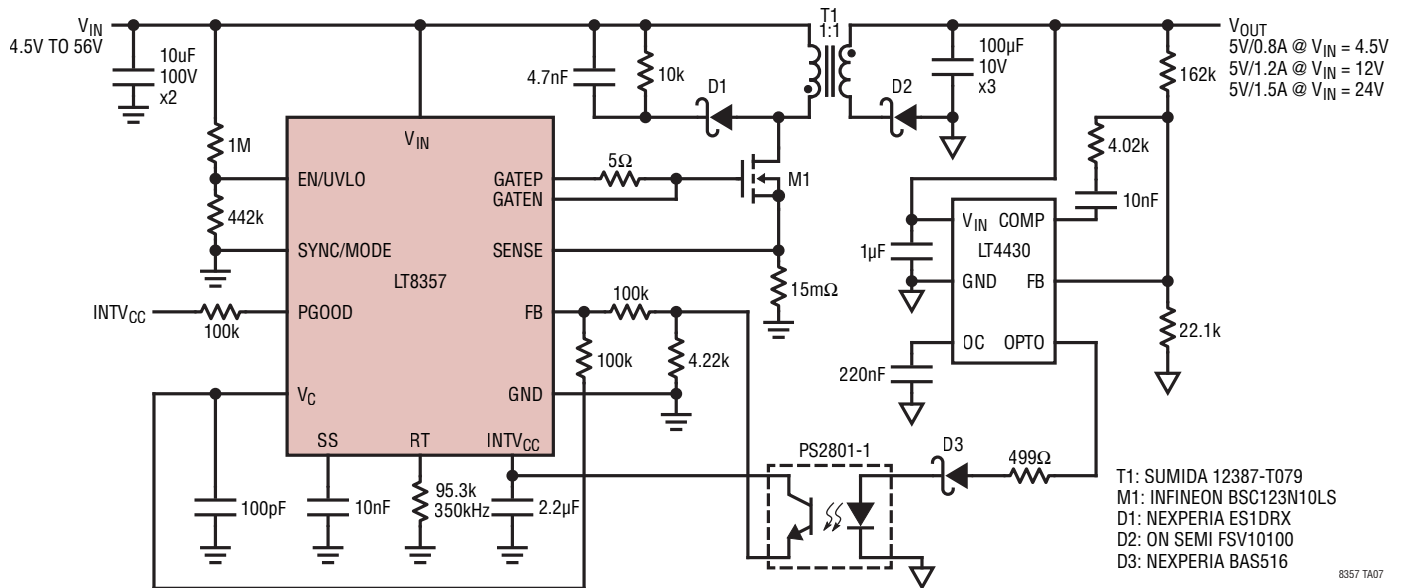 VIN
4.5V TO 56V
10uF
100V
x2
1M
442k
INTVCC
100k
4.7nF
10k
D1
T1
1:1
D2
100µF
10V
x3
VOUT
5V/0.8A @ VIN = 4.5V
5V/1.2A @ VIN = 12V
5V/1.5A @ VIN = 24V
162k
4.02k
10nF
22.1k
VIN
EN/UVLO
SYNC/MODE
PGOOD
VC
SS
RT
INTVCC
GND
FB
SENSE
GATEN
GATEP
LT8357
5Ω
M1
15mΩ
100k
100k
4.22k
1µF
VIN COMP
LT4430
GND FB
OC OPTO
220nF
100pF
10nF
95.3k
350kHz
2.2µF
PS2801-1
D3
499Ω
T1: SUMIDA 12387-T079
M1: INFINEON BSC123N10LS
D1: NEXPERIA ES1DRX
D2: ON SEMI FSV10100
D3: NEXPERIA BAS516
8357 TA07